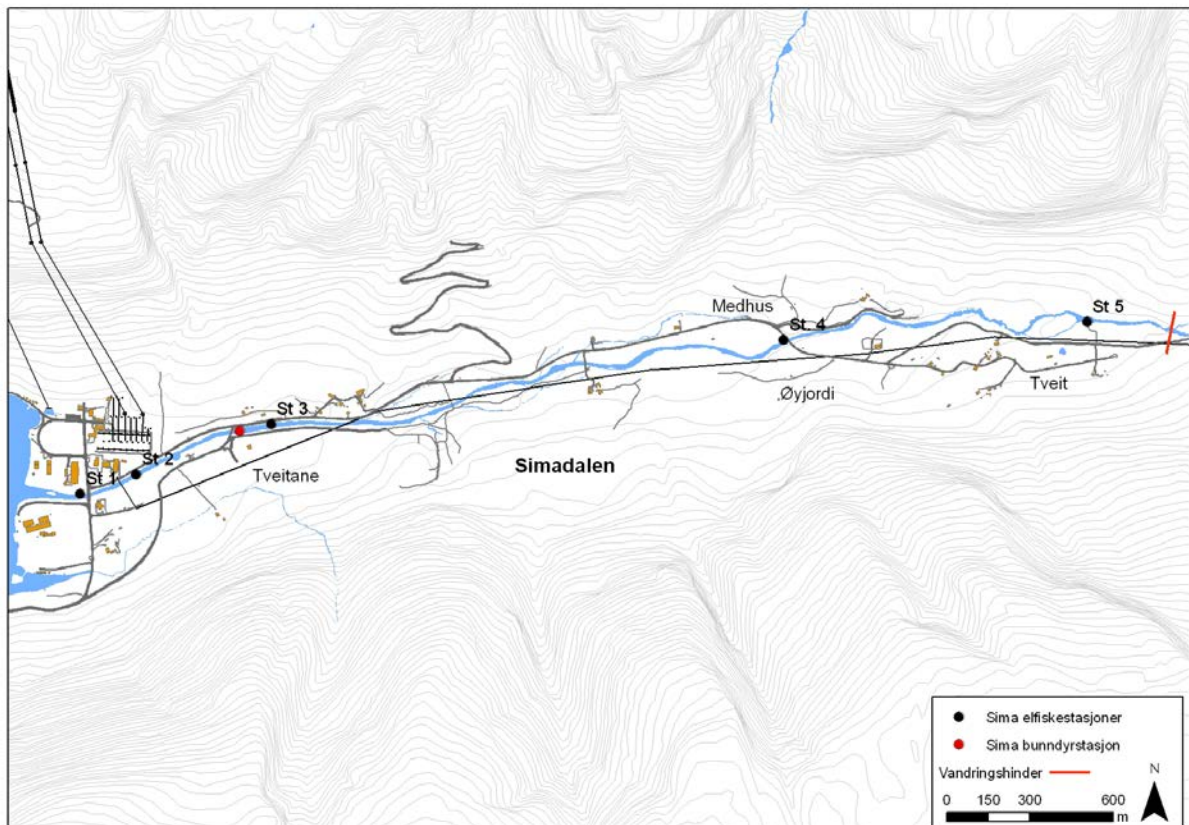 Medhus
St 4
St 5
Øyjordi
Tveit
St 3
St 2
St 1
Tveitane
Simadalen
Sima elfiskestasjoner
Sima bunndyrstasjon
Vandringshinder
N
0 150 300 600
m